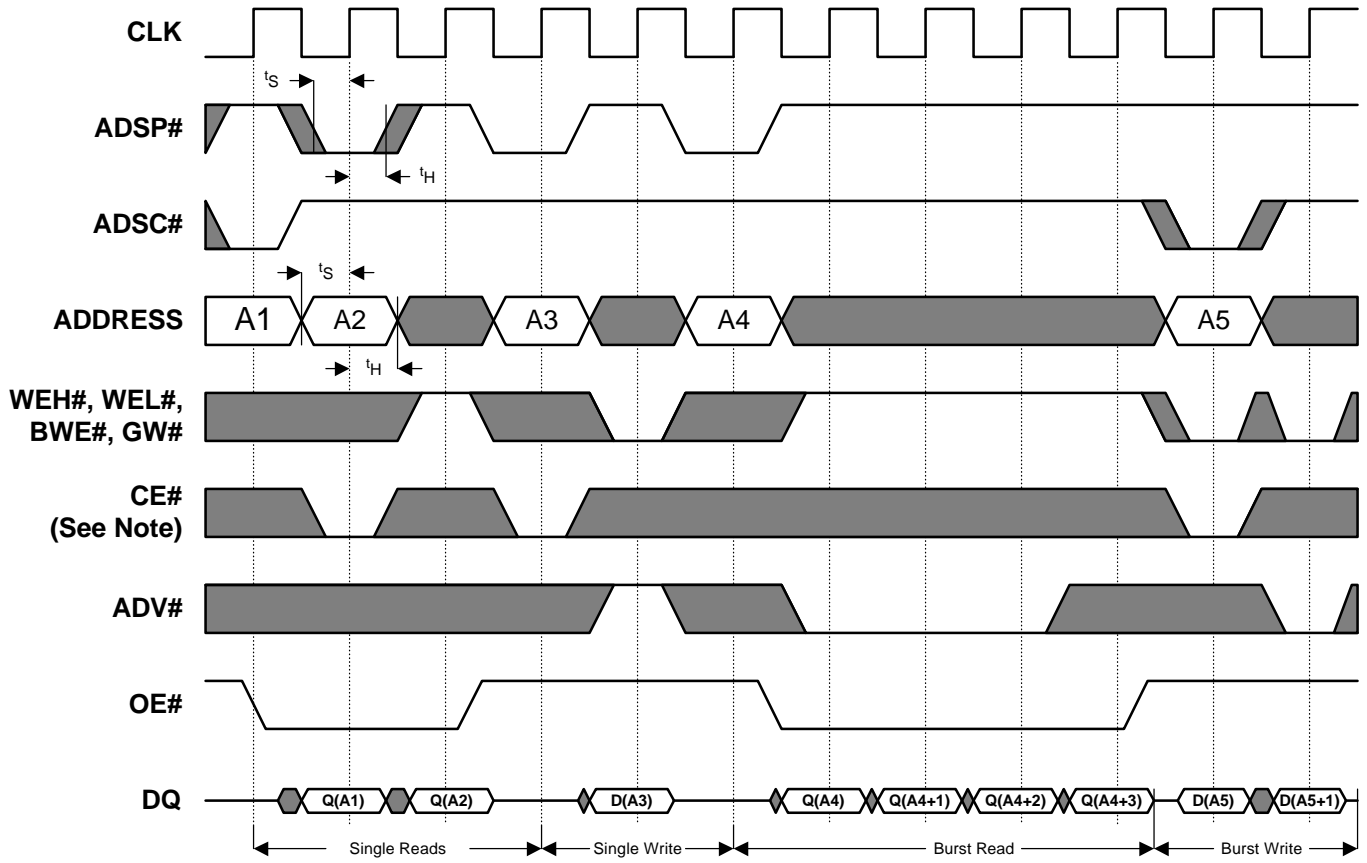 CLK
tS
ADSP#
tH
ADSC#
tS
ADDRESS
A1
A2
A3
A4
A5
tH
WEH#, WEL#,
BWE#, GW#
CE#
(See Note)
ADV#
OE#
DQ
Q(A1)
Q(A2)
D(A3)
Q(A4)
Q(A4+1)
Q(A4+2)
Q(A4+3)
D(A5)
D(A5+1)
Single Reads
Single Write
Burst Read
Burst Write